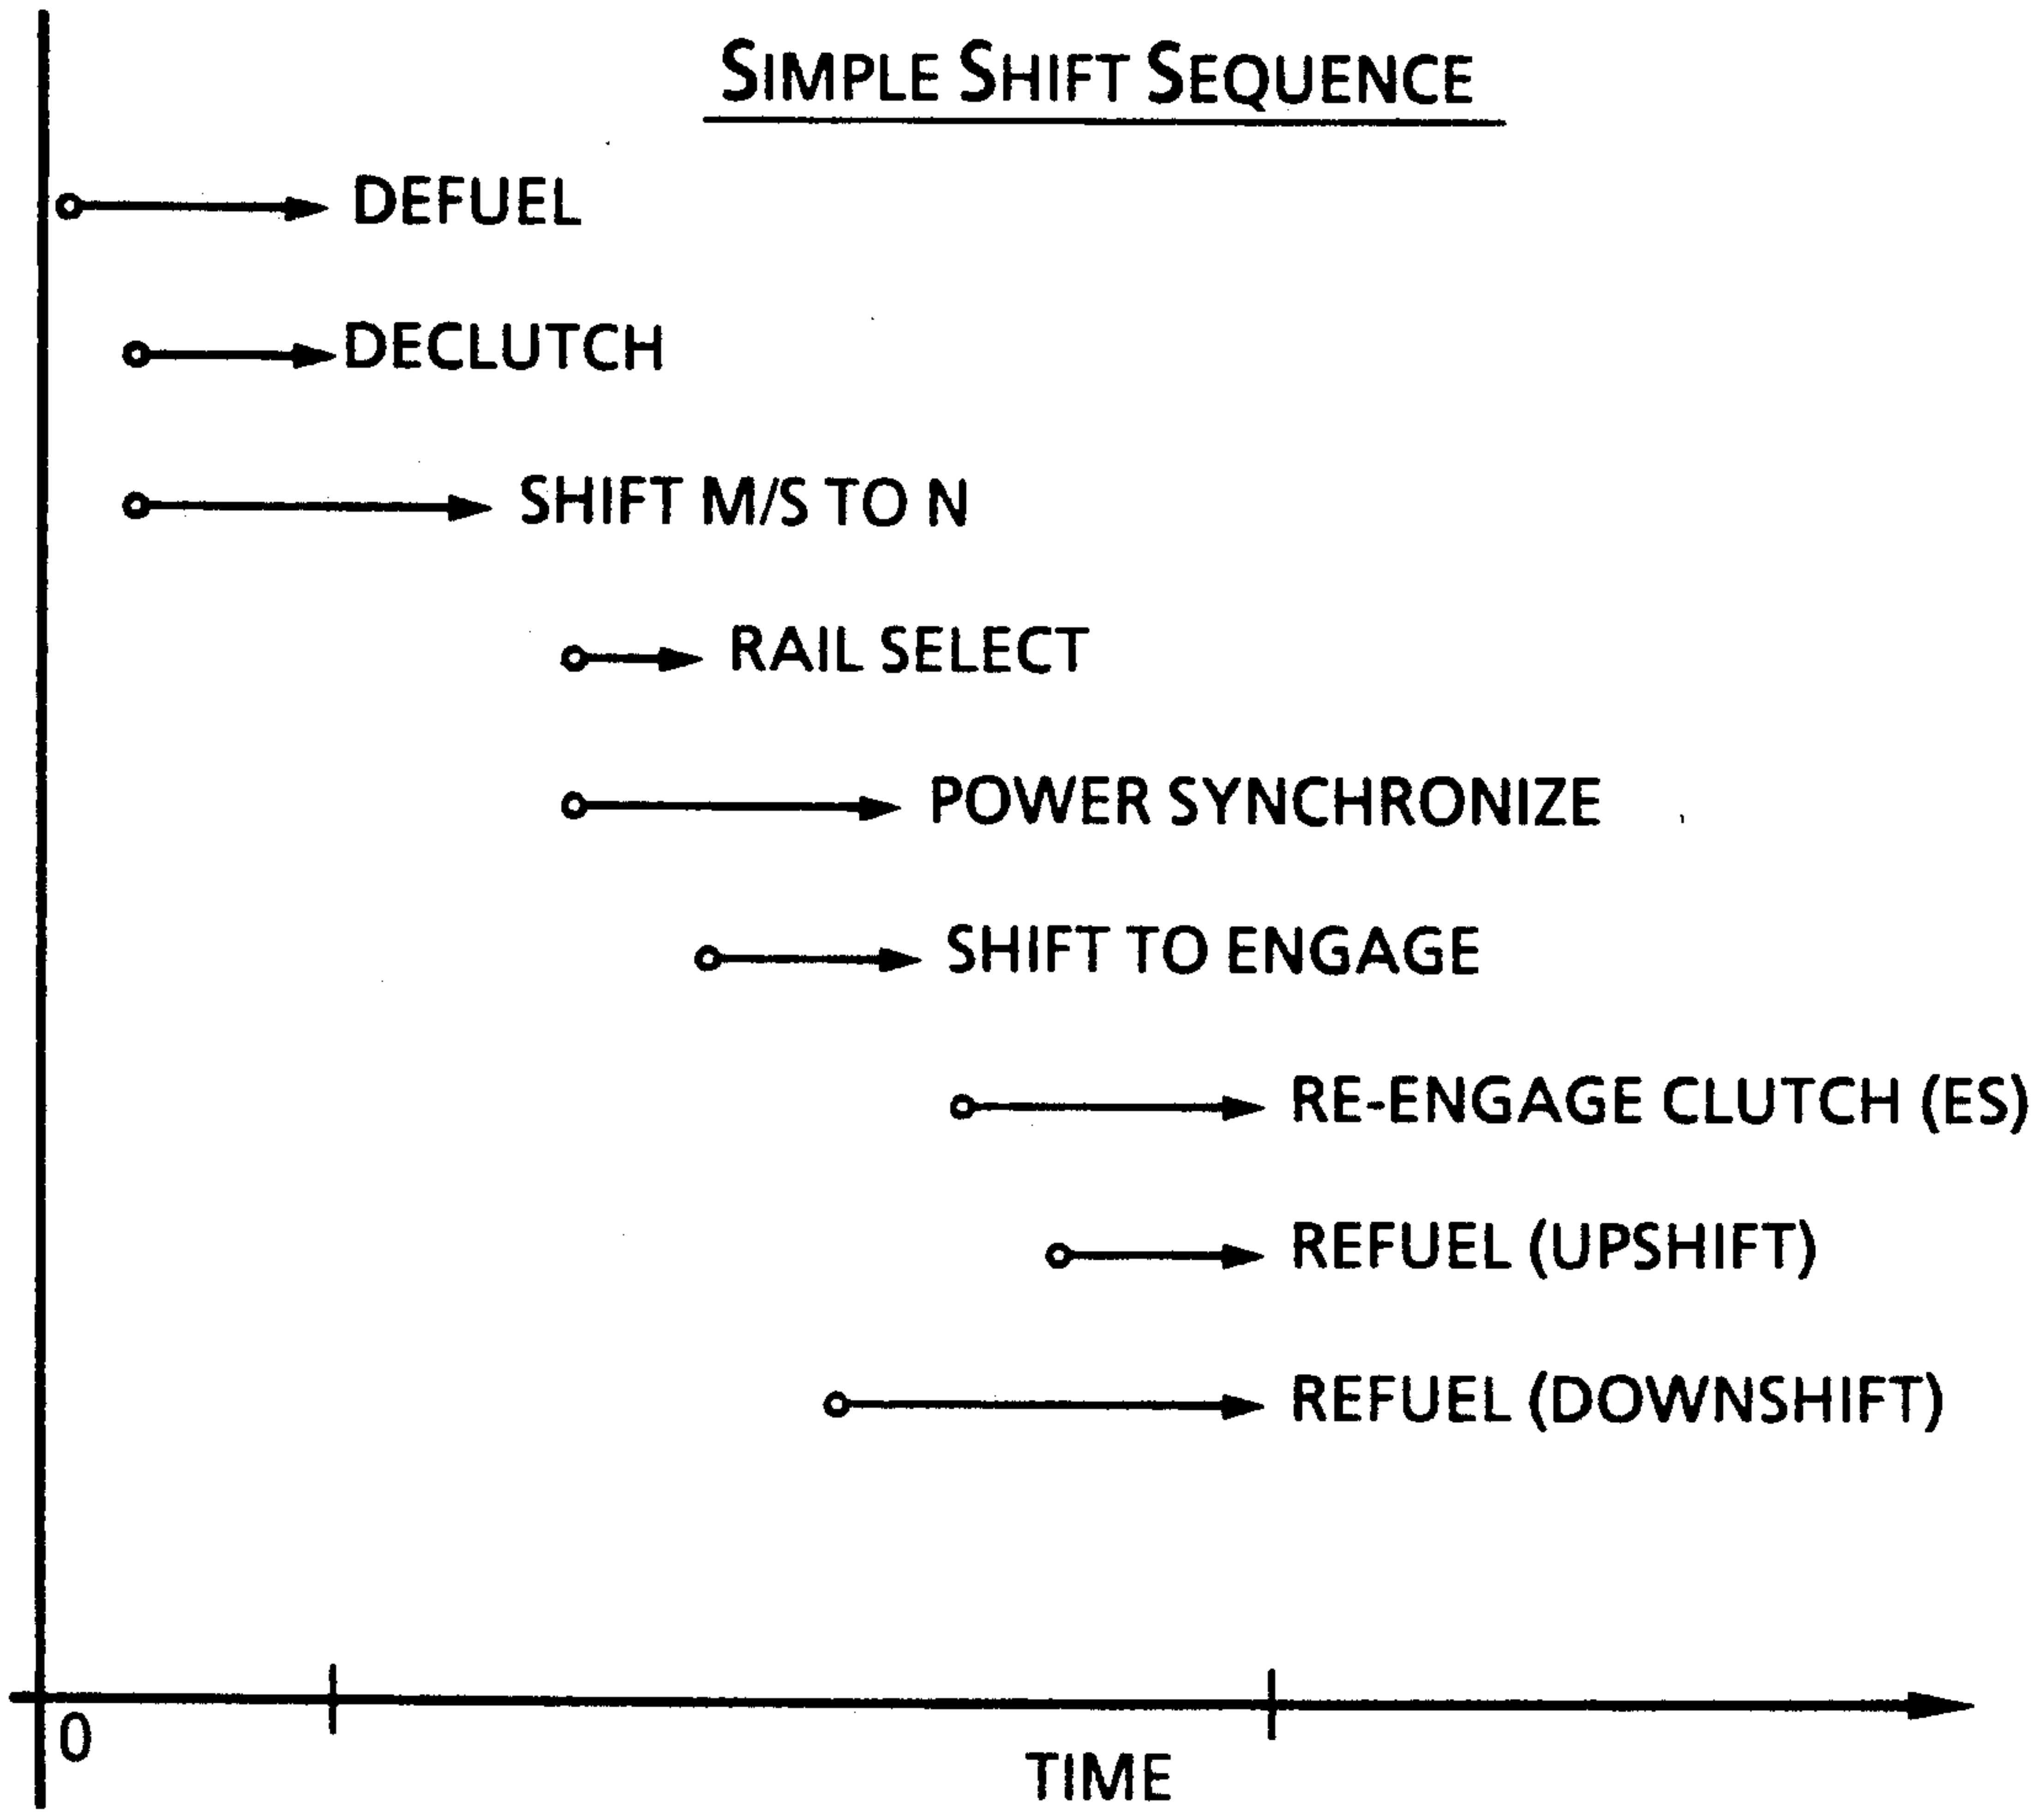 SIMPLE SHIFT SEQUENCE
DEFUEL
DECLUTCH
SHIFT M/S TO N
RAIL SELECT
POWER SYNCHRONIZE
SHIFT TO ENGAGE
RE-ENGAGE CLUTCH (ES)
REFUEL (UPSHIFT)
REFUEL (DOWNSHIFT)
0
TIME